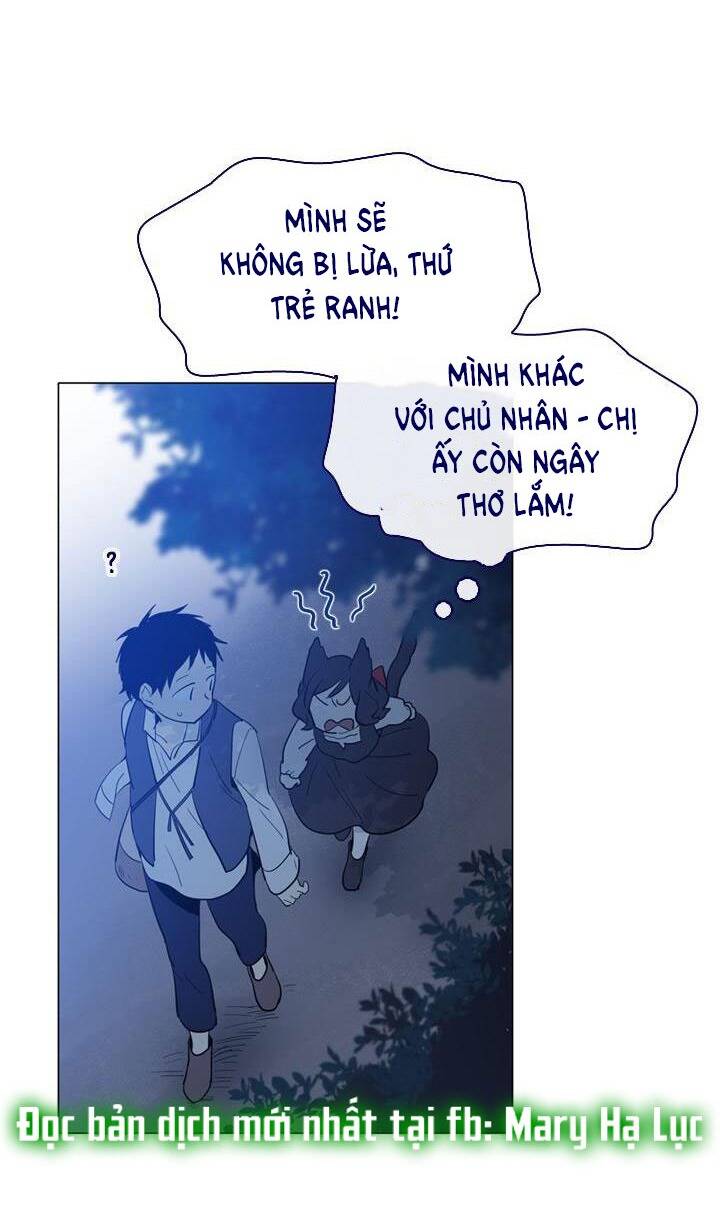 MÌNH SẼ
KHÔNG BỊ LỪA, THỨ
TRẺ RANH!
MÌNH KHÁC
VỚI CHỦ NHÂN - CHỊ
ẤY CÒN NGÂY
THƠ LẮM!
?
Đọc bản dịch mới nhất tại fb: Mary Hạ Lục